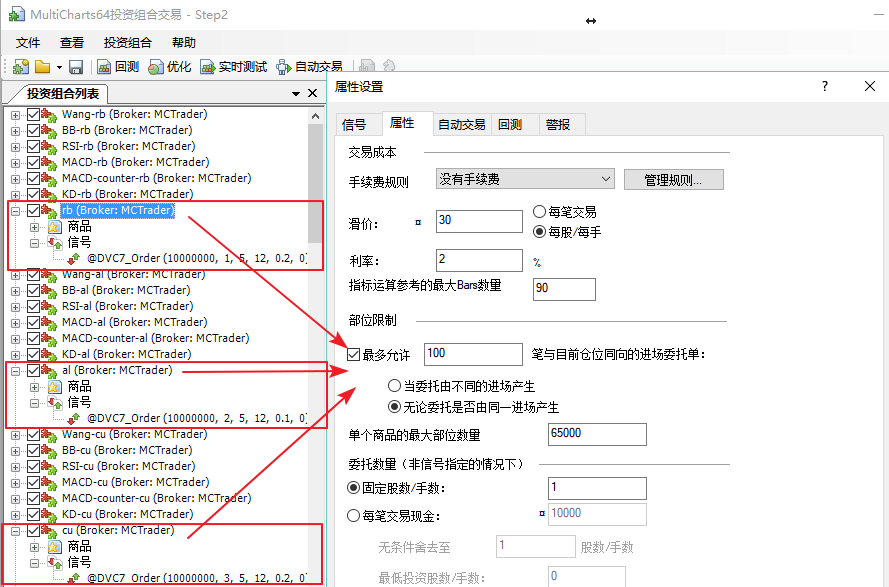 MultiCharts64投资组合交易 - Step2
文件 查看 投资组合 帮助
回测 优化 实时测试 自动交易
投资组合列表
Wang-rb (Broker: MCTrader)
BB-rb (Broker: MCTrader)
RSI-rb (Broker: MCTrader)
MACD-rb (Broker: MCTrader)
MACD-counter-rb (Broker: MCTrader)
KD-rb (Broker: MCTrader)
rb (Broker: MCTrader)
商品
信号
@DVC7_Order (10000000, 1, 5, 12, 0.2, 0)
Wang-al (Broker: MCTrader)
BB-al (Broker: MCTrader)
RSI-al (Broker: MCTrader)
MACD-al (Broker: MCTrader)
MACD-counter-al (Broker: MCTrader)
KD-al (Broker: MCTrader)
al (Broker: MCTrader)
商品
信号
@DVC7_Order (10000000, 2, 5, 12, 0.1, 0)
Wang-cu (Broker: MCTrader)
BB-cu (Broker: MCTrader)
RSI-cu (Broker: MCTrader)
MACD-cu (Broker: MCTrader)
MACD-counter-cu (Broker: MCTrader)
KD-cu (Broker: MCTrader)
cu (Broker: MCTrader)
商品
信号
@DVC7_Order (10000000, 3, 5, 12, 0.2, 0)
属性设置
信号 属性 自动交易 回测 警报
交易成本
手续费规则 没有手续费 管理规则...
滑价: ¤ 30 每笔交易
每股/每手
利率: 2 %
指标运算参考的最大Bars数量 90
部位限制
最多允许 100 笔与目前仓位同向的进场委托单:
当委托由不同的进场产生
无论委托是否由同一进场产生
单个商品的最大部位数量 65000
委托数量（非信号指定的情况下）
固定股数/手数: 1
每笔交易现金: ¤ 10000
无条件舍去至 1 股数/手数
最低投资股数/手数: 0